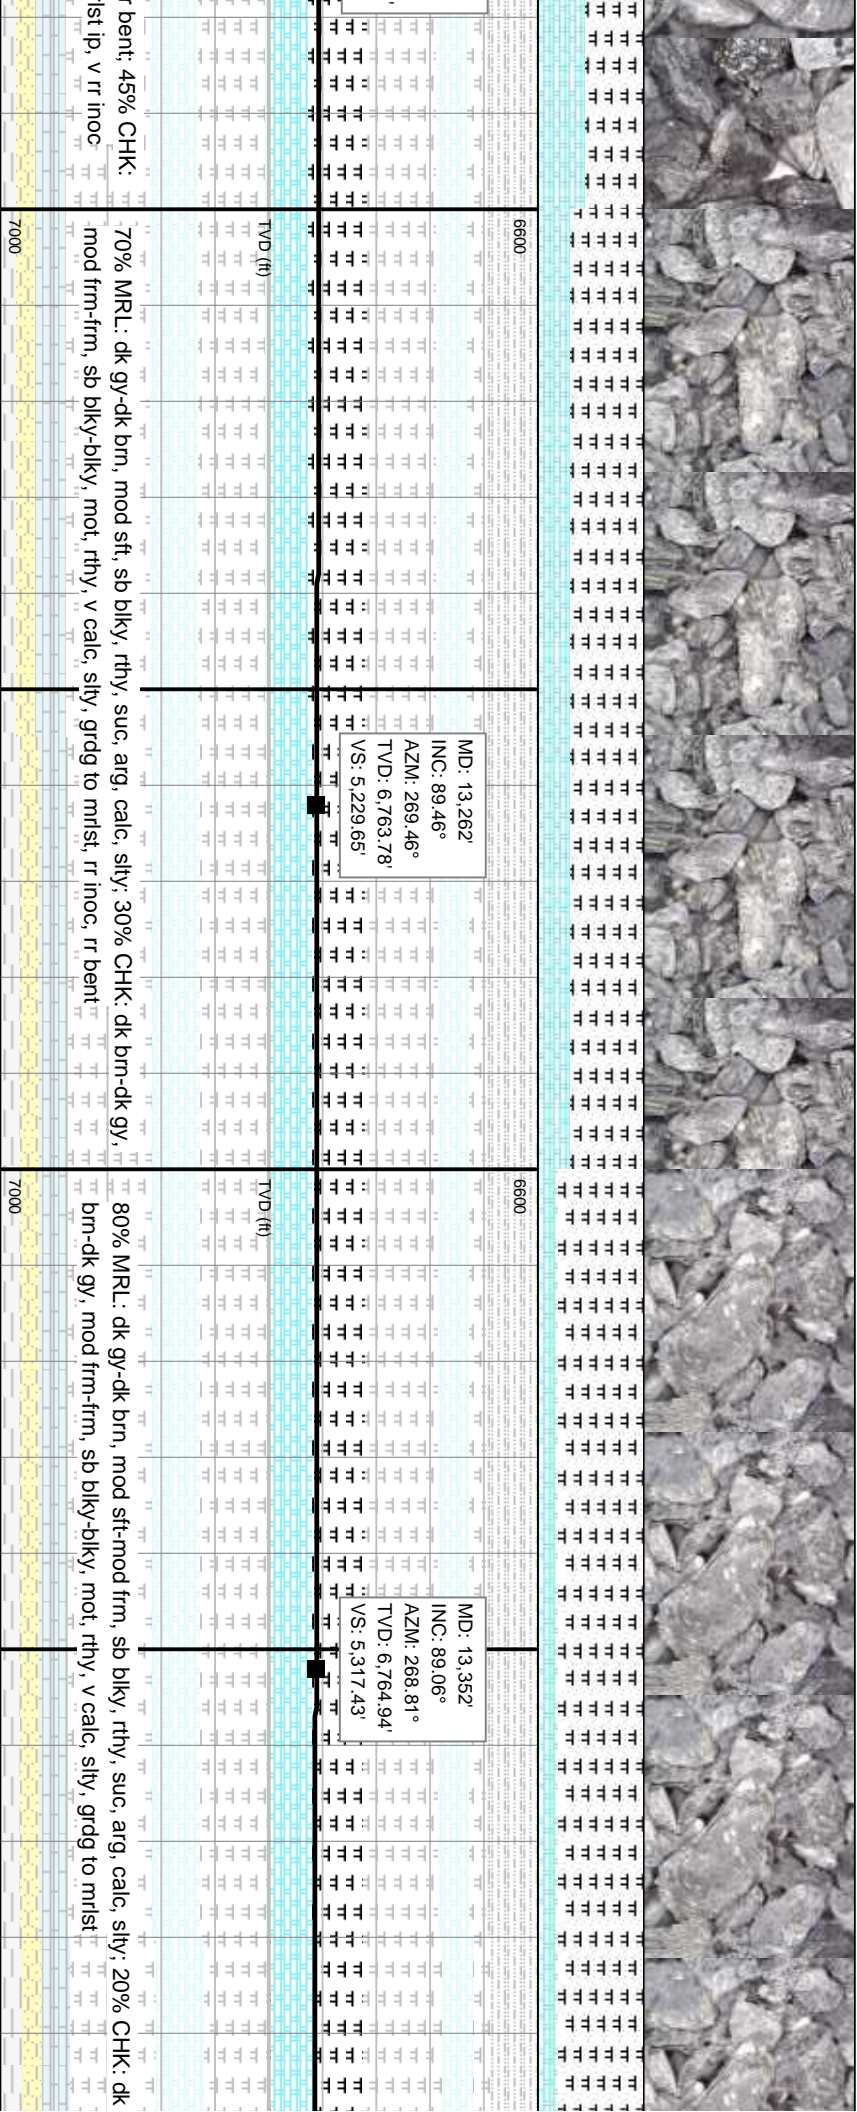 r bent; 45% CHK:
rlst ip, v rr inoc
6600
TVD (ft)
7000
70% MRL: dk gy-dk brn, mod sft, sb blky, rthy, suc, arg, calc, slty; 30% CHK: dk brn-dk gy,
mod frm-frm, sb blky-blky, mot, rthy, v calc, slty, grdg to mrlst, rr inoc, rr bent
MD: 13,262'
INC: 89.46°
AZM: 269.46°
TVD: 6,763.78'
VS: 5,229.65'
6600
TVD (ft)
7000
80% MRL: dk gy-dk brn, mod sft-mod frm, sb blky, rthy, suc, arg, calc, slty; 20% CHK: dk
brn-dk gy, mod frm-frm, sb blky-blky, mot, rthy, v calc, slty, grdg to mrlst
MD: 13,352'
INC: 89.06°
AZM: 268.81°
TVD: 6,764.94'
VS: 5,317.43'